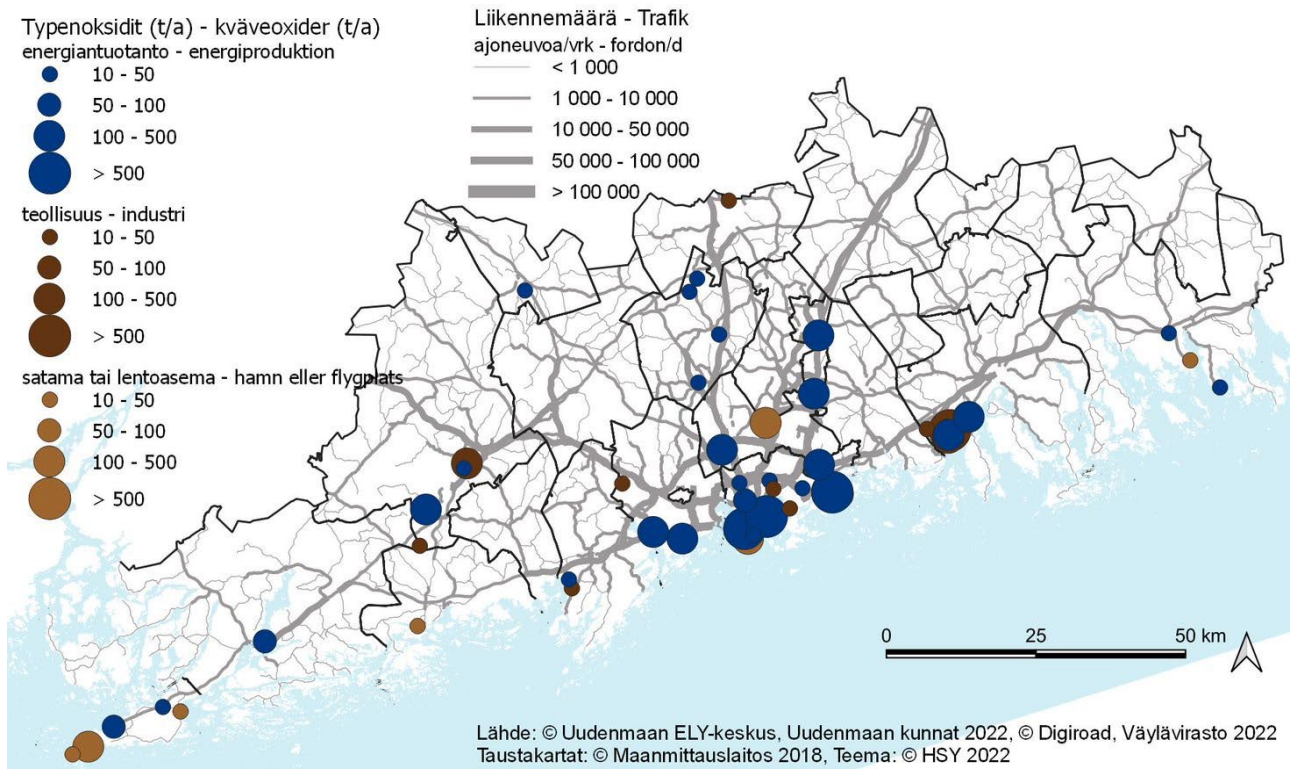 Typenoksidit (t/a) - kväveoxider (t/a)
energiantuotanto - energiproduktion
10 - 50
50 - 100
100 - 500
> 500
teollisuus - industri
10 - 50
50 - 100
100 - 500
> 500
satama tai lentoasema - hamn eller flygplats
10 - 50
50 - 100
100 - 500
> 500
Liikennemäärä - Trafik
ajoneuvoa/vrk - fordon/d
< 1 000
1 000 - 10 000
10 000 - 50 000
50 000 - 100 000
> 100 000
0 25 50 km
Lähde: © Uudenmaan ELY-keskus, Uudenmaan kunnat 2022, © Digiroad, Väylävirasto 2022
Taustakartat: © Maanmittauslaitos 2018, Teema: © HSY 2022